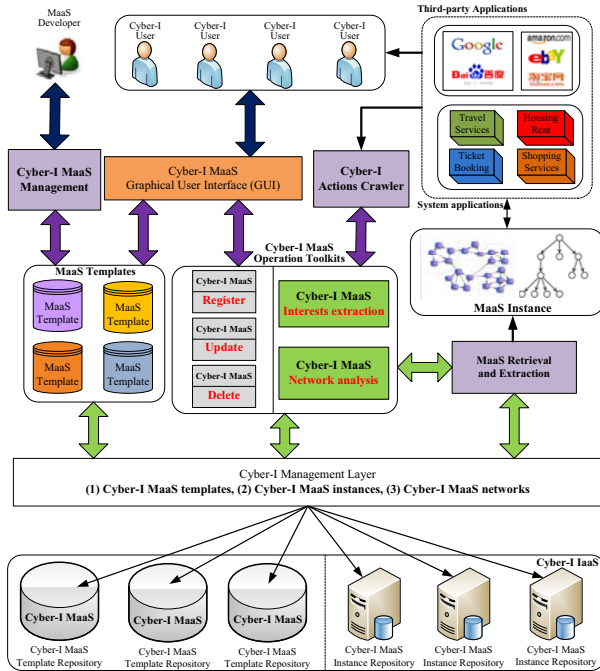 MaaS
Developer
Cyber-I
User
Cyber-I
User
Cyber-I
User
Cyber-I
User
Third-party Applications
Google
Bai du 百度
amazon.com
ebY
淘宝网
Taobao.com
Travel
Services
Housing
Rent
Ticket
Booking
Shopping
Services
System applications
Cyber-I MaaS
Management
Cyber-I MaaS
Graphical User Interface (GUI)
Cyber-I
Actions Crawler
MaaS Templates
MaaS
Template
MaaS
Template
MaaS
Template
MaaS
Template
Cyber-I MaaS
Operation Toolkits
Cyber-I MaaS
Register
Cyber-I MaaS
Update
Cyber-I MaaS
Delete
Cyber-I MaaS
Interests extraction
Cyber-I MaaS
Network analysis
MaaS Instance
MaaS Retrieval
and Extraction
Cyber-I Management Layer
(1) Cyber-I MaaS templates, (2) Cyber-I MaaS instances, (3) Cyber-I MaaS networks
Cyber-I IaaS
Cyber-I MaaS
Cyber-I MaaS
Cyber-I MaaS
Cyber-I MaaS
Template Repository
Cyber-I MaaS
Template Repository
Cyber-I MaaS
Template Repository
Cyber-I MaaS
Instance Repository
Cyber-I MaaS
Instance Repository
Cyber-I MaaS
Instance Repository